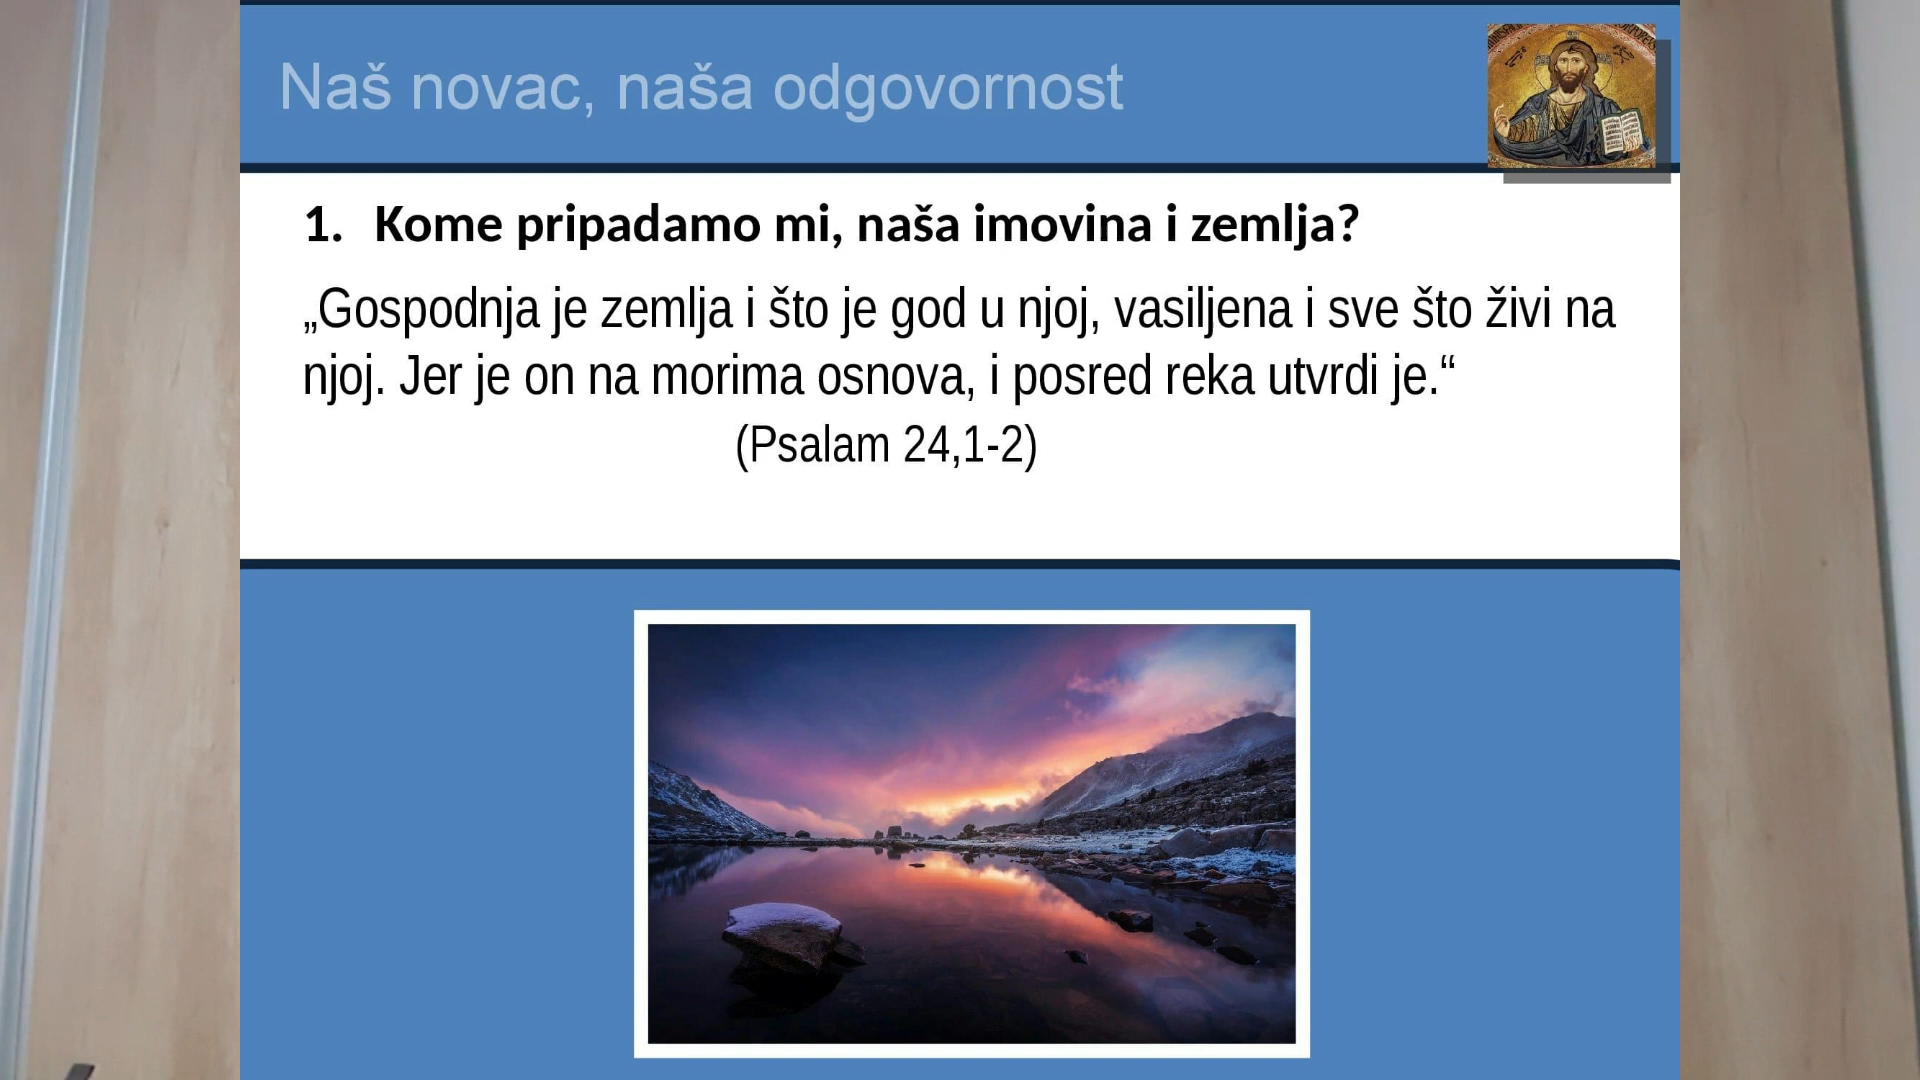 Naš novac, naša odgovornost
1. Kome pripadamo mi, naša imovina i zemlja?
„Gospodnja je zemlja i što je god u njoj, vasiljena i sve što živi na
njoj. Jer je on na morima osnova, i posred reka utvrdi je.“
(Psalam 24,1-2)